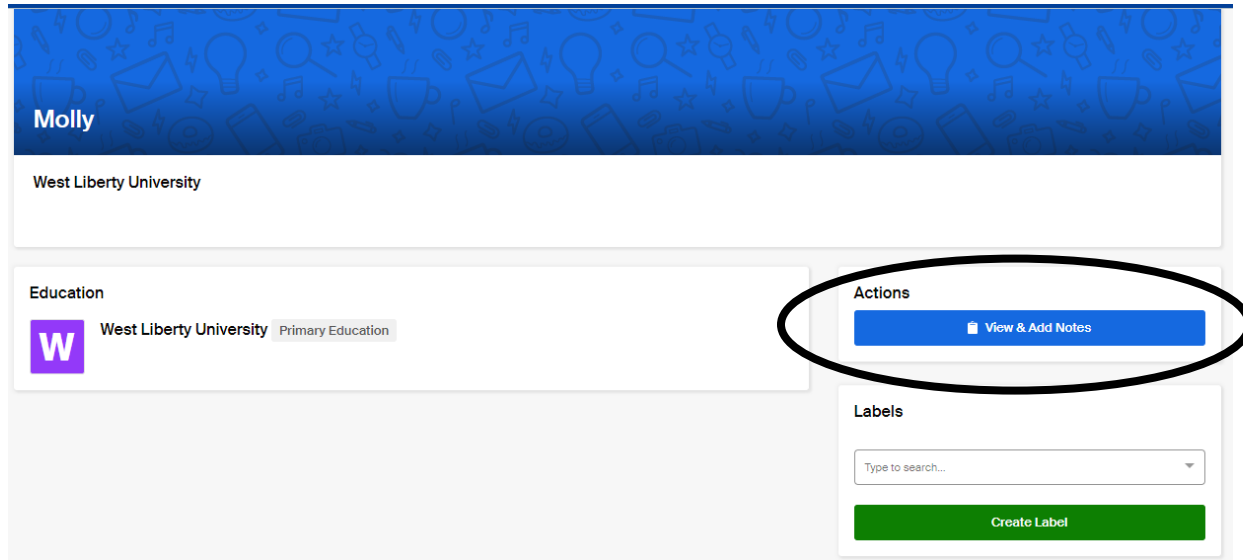 Molly
West Liberty University
Education
W
West Liberty University Primary Education
Actions
View & Add Notes
Labels
Type to search...
Create Label